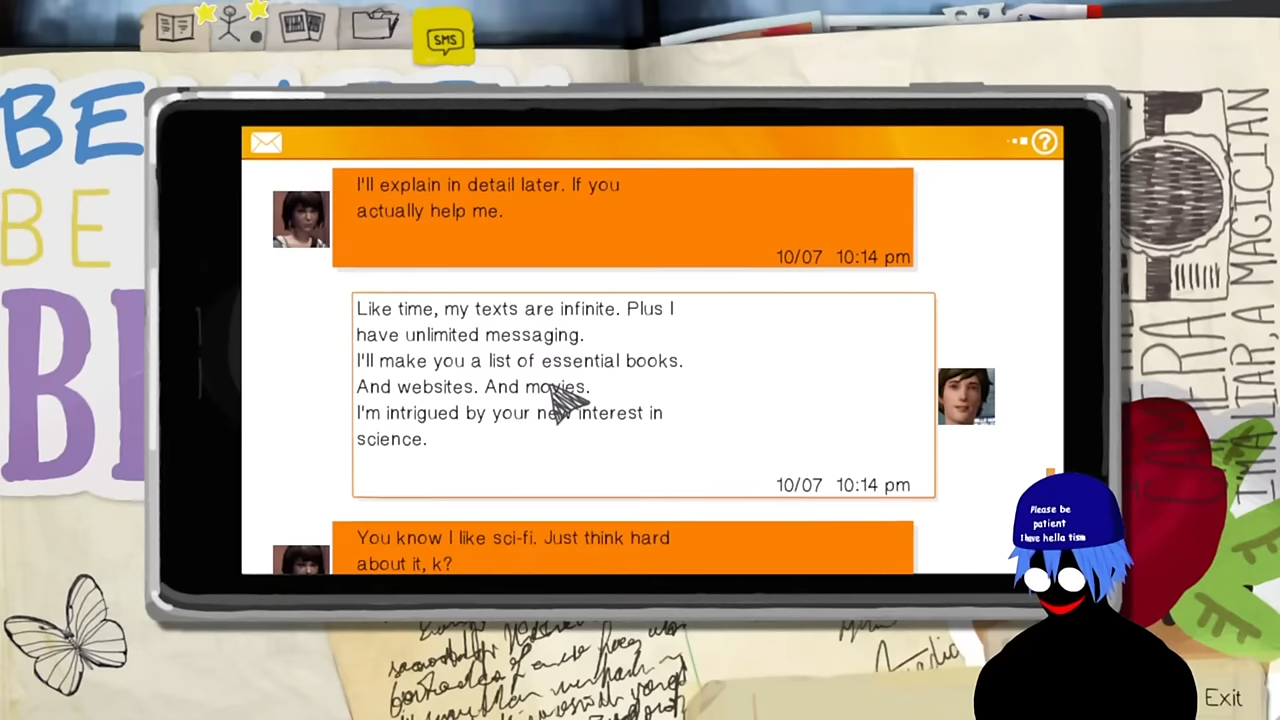 SMS
BE
BE
I'll explain in detail later. If you
actually help me.
10/07 10:14 pm
Like time, my texts are infinite. Plus I
have unlimited messaging.
I'll make you a list of essential books.
And websites. And movies.
I'm intrigued by your new interest in
science.
10/07 10:14 pm
You know I like sci-fi. Just think hard
about it, k?
Please be
patient
I have hella tism
LIAR, A MAGICIAN
Exit